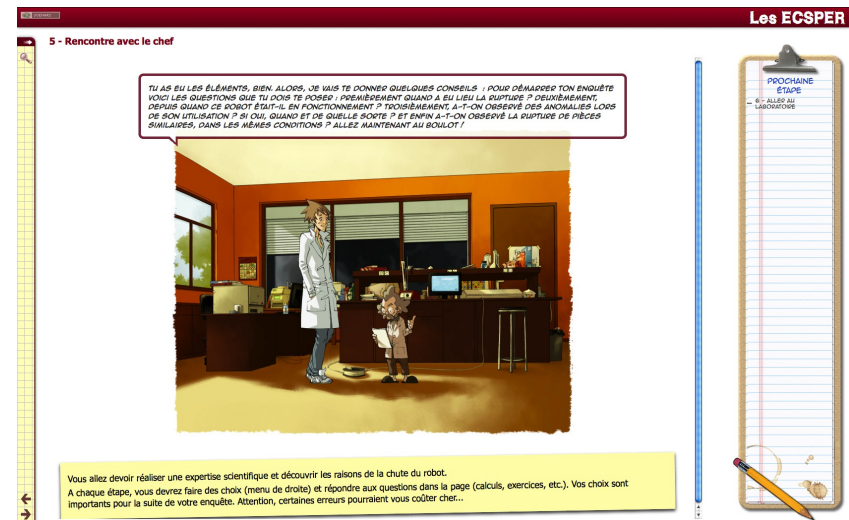 Les ECSPER
5 - Rencontre avec le chef
TU AS EU LES ÉLÉMENTS, BIEN. ALORS, JE VAIS TE DONNER QUELQUES CONSEILS : POUR DÉMARRER TON ENQUÊTE
VOICI LES QUESTIONS QUE TU DOIS TE POSER : PREMIÈREMENT QUAND A EU LIEU LA RUPTURE ? DEUXIÈMEMENT,
DEPUIS QUAND CE ROBOT ÉTAIT-IL EN FONCTIONNEMENT ? TROISIÈMEMENT, A-T-ON OBSERVÉ DES ANOMALIES LORS
DE SON UTILISATION ? SI OUI, QUAND ET DE QUELLE SORTE ? ET ENFIN A-T-ON OBSERVÉ LA RUPTURE DE PIÈCES
SIMILAIRES, DANS LES MÊMES CONDITIONS ? ALLEZ MAINTENANT AU BOULOT !
PROCHAINE
ÉTAPE
6 - ALLER AU
LABORATOIRE
Vous allez devoir réaliser une expertise scientifique et découvrir les raisons de la chute du robot.
A chaque étape, vous devrez faire des choix (menu de droite) et répondre aux questions dans la page (calculs, exercices, etc.). Vos choix sont
importants pour la suite de votre enquête. Attention, certaines erreurs pourraient vous coûter cher...